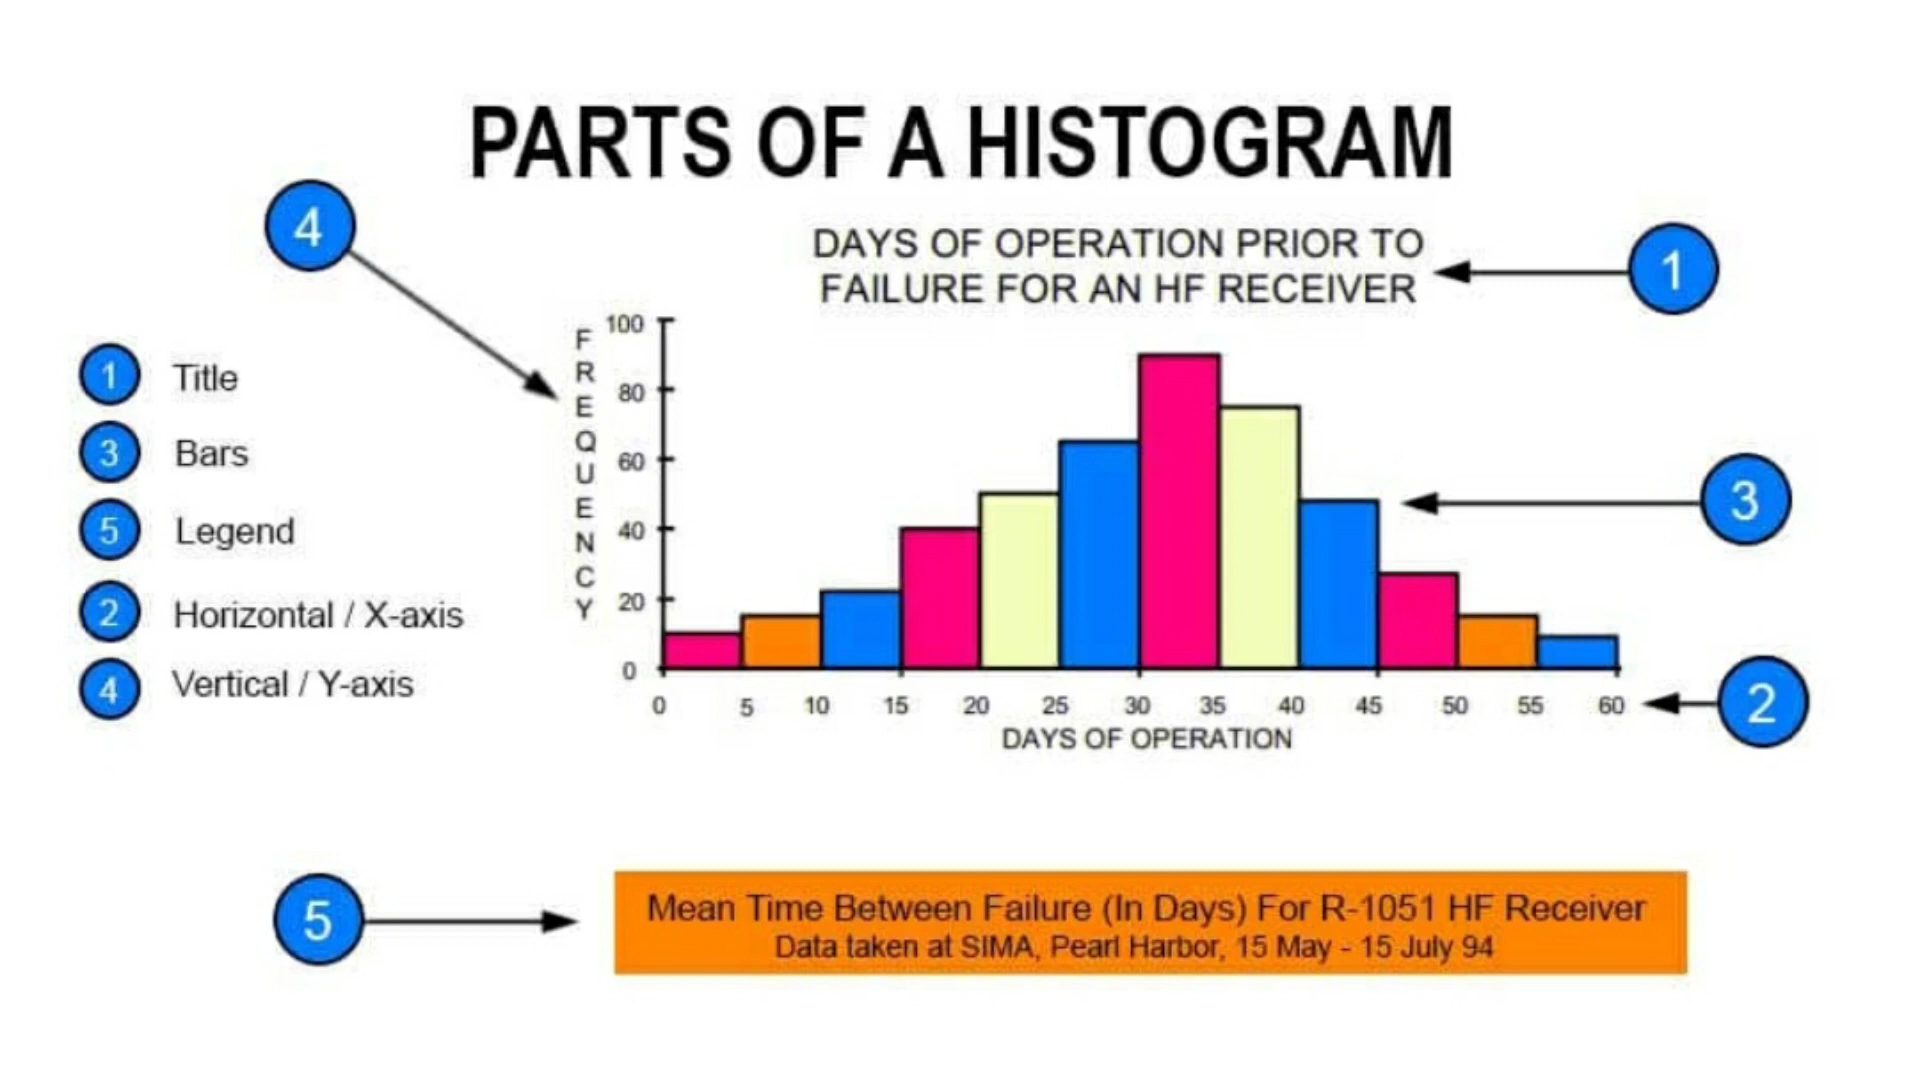 PARTS OF A HISTOGRAM
4
DAYS OF OPERATION PRIOR TO
FAILURE FOR AN HF RECEIVER
1
1 Title
3 Bars
5 Legend
2 Horizontal / X-axis
4 Vertical / Y-axis
FREQUENCY
100
80
60
40
20
0
3
0 5 10 15 20 25 30 35 40 45 50 55 60
2
DAYS OF OPERATION
5
Mean Time Between Failure (In Days) For R-1051 HF Receiver
Data taken at SIMA, Pearl Harbor, 15 May - 15 July 94